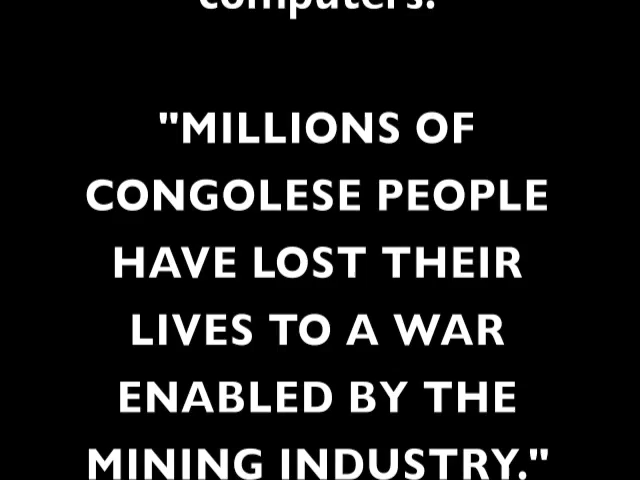 computers.
"MILLIONS OF
CONGOLESE PEOPLE
HAVE LOST THEIR
LIVES TO A WAR
ENABLED BY THE
MINING INDUSTRY."